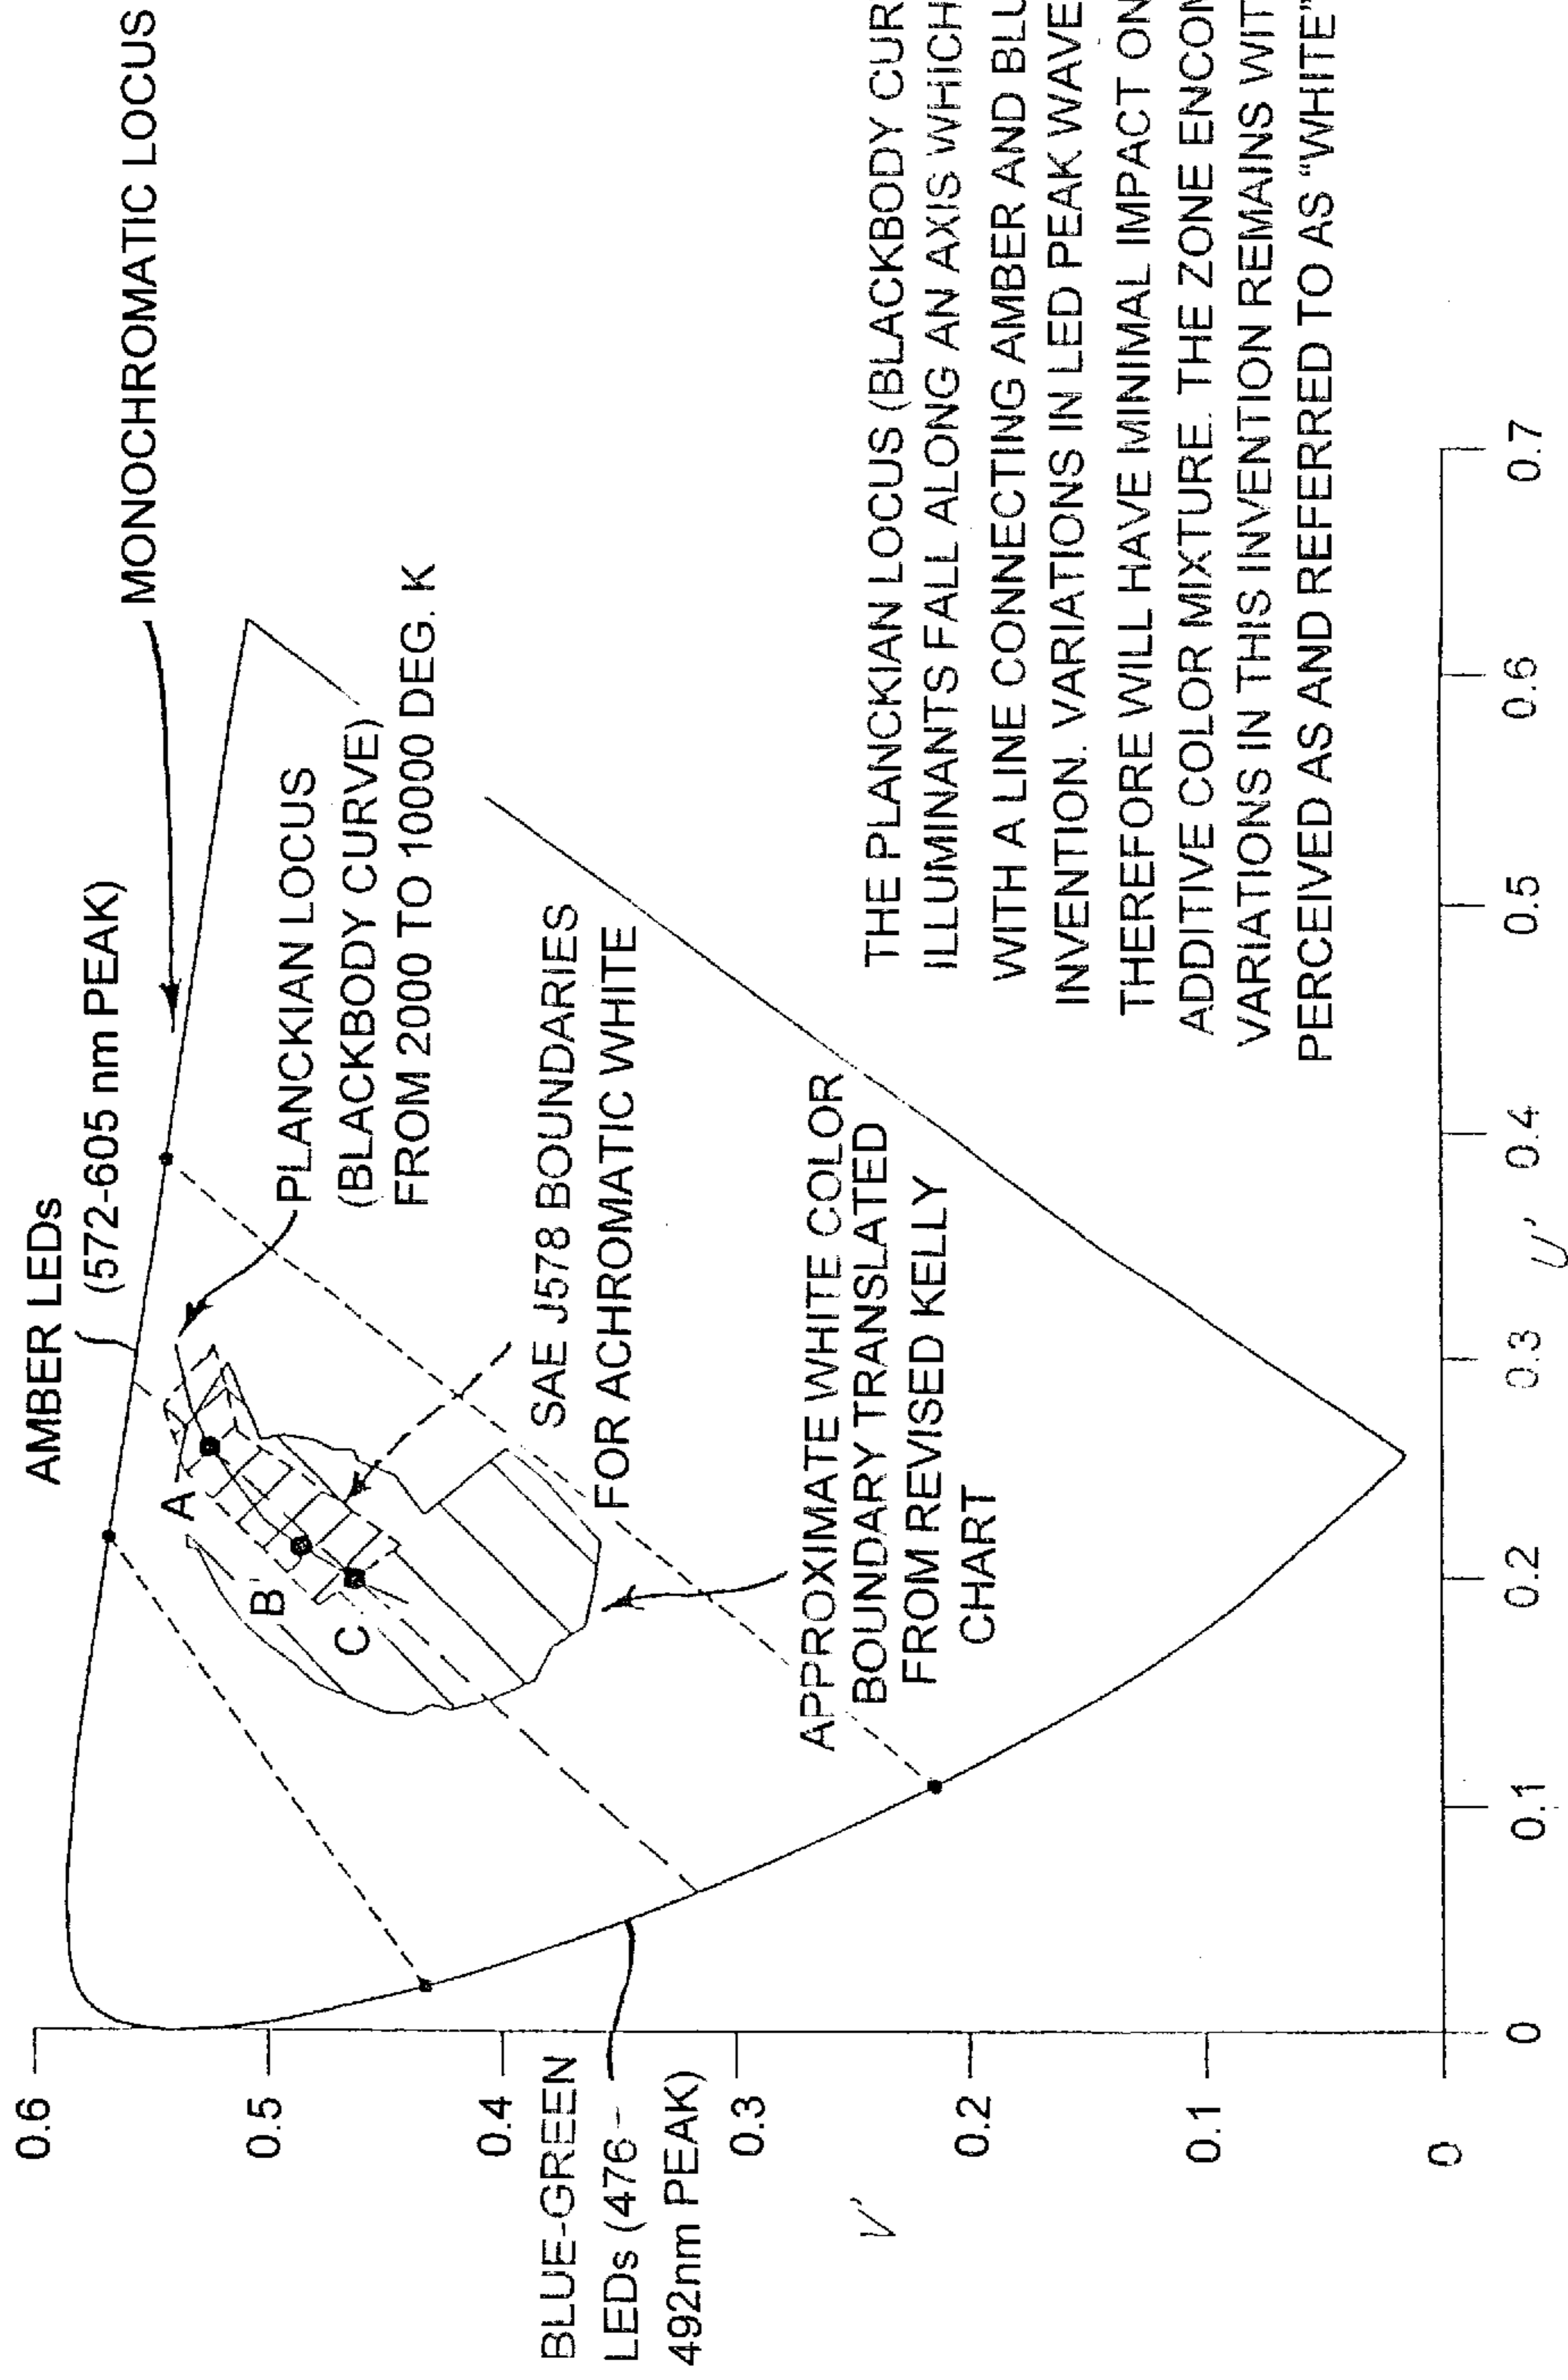 MONOCHROMATIC LOCUS
AMBER LEDs
(572-605 nm PEAK)
PLANCKIAN LOCUS
(BLACKBODY CURVE)
FROM 2000 TO 10000 DEG. K
SAE J578 BOUNDARIES
FOR ACHROMATIC WHITE
APPROXIMATE WHITE COLOR
BOUNDARY TRANSLATED
FROM REVISED KELLY
CHART
BLUE-GREEN
LEDs (476-
492nm PEAK)
A
B
C
0.6
0.5
0.4
0.3
0.2
0.1
0
V'
0
0.1
0.2
0.3
0.4
0.5
0.6
0.7
U'
THE PLANCKIAN LOCUS (BLACKBODY CUR
ILLUMINANTS FALL ALONG AN AXIS WHICH
WITH A LINE CONNECTING AMBER AND BLU
INVENTION. VARIATIONS IN LED PEAK WAVE
THEREFORE WILL HAVE MINIMAL IMPACT ON
ADDITIVE COLOR MIXTURE. THE ZONE ENCOM
VARIATIONS IN THIS INVENTION REMAINS WIT
PERCEIVED AS AND REFERRED TO AS “WHITE”